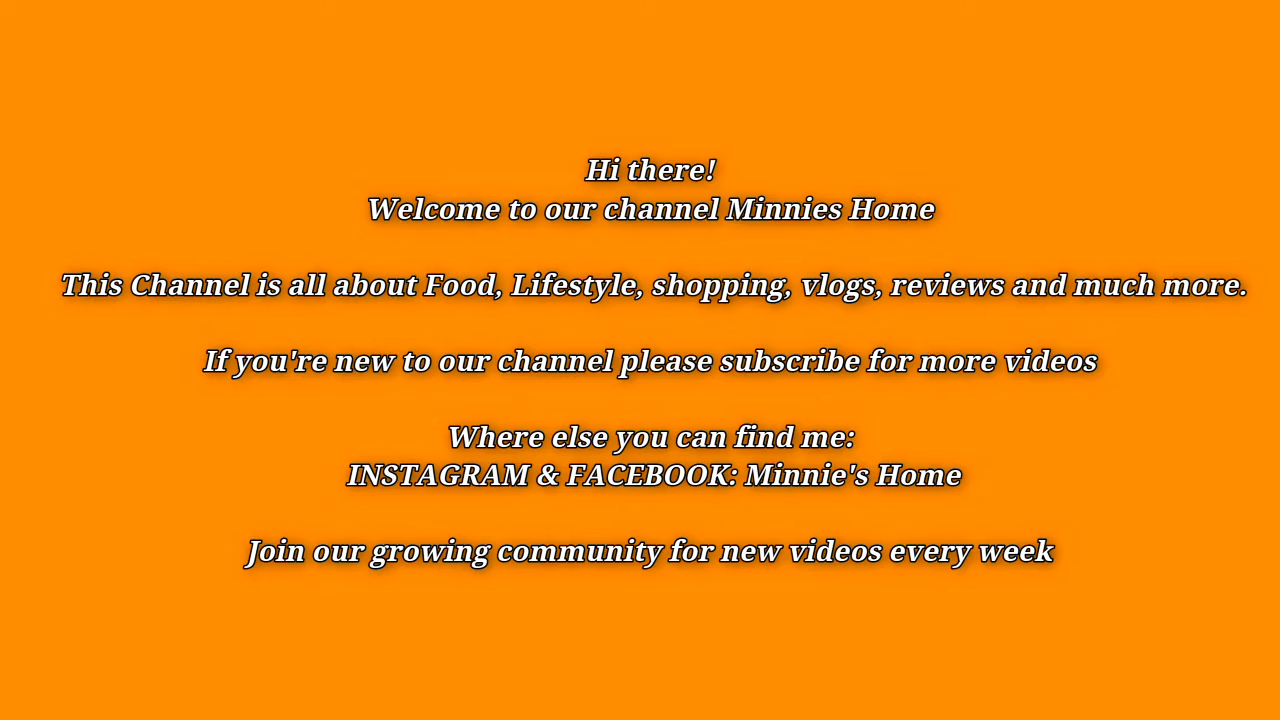 Hi there!
Welcome to our channel Minnies Home
This Channel is all about Food, Lifestyle, shopping, vlogs, reviews and much more.
If you're new to our channel please subscribe for more videos
Where else you can find me:
INSTAGRAM & FACEBOOK: Minnie's Home
Join our growing community for new videos every week